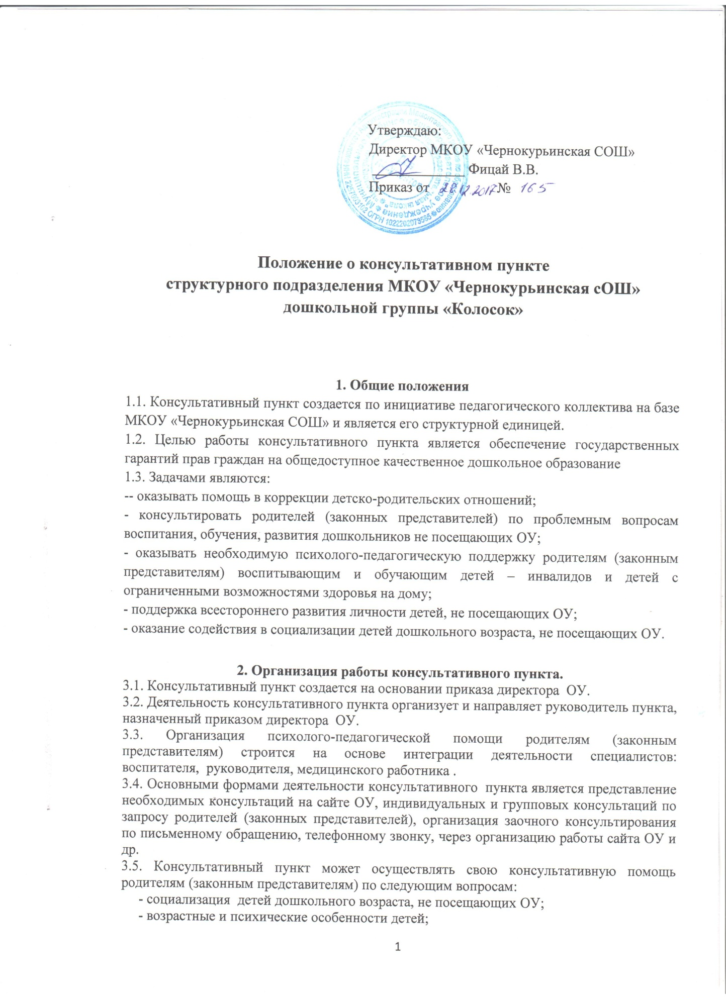 Утверждаю:
Директор МКОУ «Чернокурьинская СОШ»
Фицай В.В.
Приказ от 28.12.2017 № 165
2257003102 ОГРН 1022202073585
Положение о консультативном пункте
структурного подразделения МКОУ «Чернокурьинская сОШ»
дошкольной группы «Колосок»
1. Общие положения
1.1. Консультативный пункт создается по инициативе педагогического коллектива на базе
МКОУ «Чернокурьинская СОШ» и является его структурной единицей.
1.2. Целью работы консультативного пункта является обеспечение государственных
гарантий прав граждан на общедоступное качественное дошкольное образование
1.3. Задачами являются:
-- оказывать помощь в коррекции детско-родительских отношений;
- консультировать родителей (законных представителей) по проблемным вопросам
воспитания, обучения, развития дошкольников не посещающих ОУ;
- оказывать необходимую психолого-педагогическую поддержку родителям (законным
представителям) воспитывающим и обучающим детей – инвалидов и детей с
ограниченными возможностями здоровья на дому;
- поддержка всестороннего развития личности детей, не посещающих ОУ;
- оказание содействия в социализации детей дошкольного возраста, не посещающих ОУ.
2. Организация работы консультативного пункта.
3.1. Консультативный пункт создается на основании приказа директора  ОУ.
3.2. Деятельность консультативного пункта организует и направляет руководитель пункта,
назначенный приказом директора  ОУ.
3.3. Организация психолого-педагогической помощи родителям (законным
представителям) строится на основе интеграции деятельности специалистов:
воспитателя,  руководителя, медицинского работника .
3.4. Основными формами деятельности консультативного  пункта является представление
необходимых консультаций на сайте ОУ, индивидуальных и групповых консультаций по
запросу родителей (законных представителей), организация заочного консультирования
по письменному обращению, телефонному звонку, через организацию работы сайта ОУ и
др.
3.5. Консультативный пункт может осуществлять свою консультативную помощь
родителям (законным представителям) по следующим вопросам:
- социализация  детей дошкольного возраста, не посещающих ОУ;
- возрастные и психические особенности детей;
1